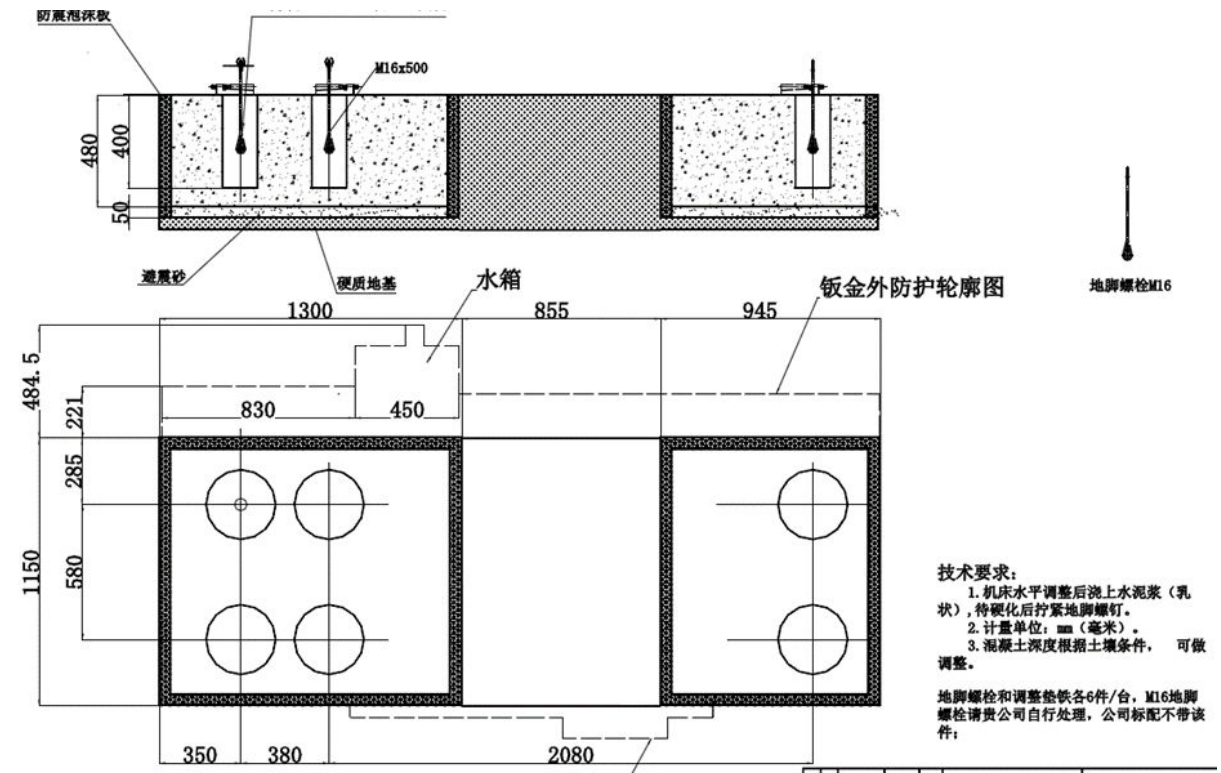 防震泡沫板
M16x500
480
400
50
避震砂
硬质地基
水箱
钣金外防护轮廓图
地脚螺栓M16
1300
855
945
484.5
221
830
450
285
1150
580
技术要求:
1.机床水平调整后浇上水泥浆（乳
状）,待硬化后拧紧地脚螺钉。
2.计量单位：mm（毫米）.
3.混凝土深度根据土壤条件， 可做
调整。
地脚螺栓和调整垫铁各6件/台，M16地脚
螺栓请贵公司自行处理，公司标配不带该
件；
350
380
2080